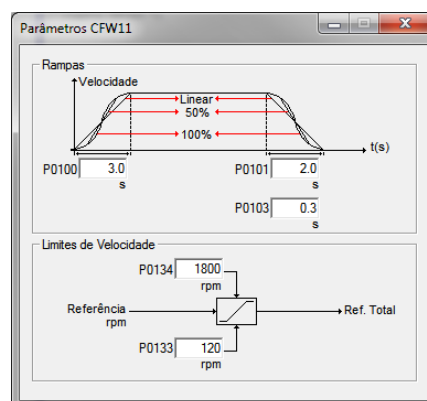 Parâmetros CFW11
Rampas
Velocidade
Linear
50%
100%
t(s)
P0100 3.0
s
P0101 2.0
s
P0103 0.3
s
Limites de Velocidade
P0134 1800
rpm
Referência
rpm
Ref. Total
P0133 120
rpm